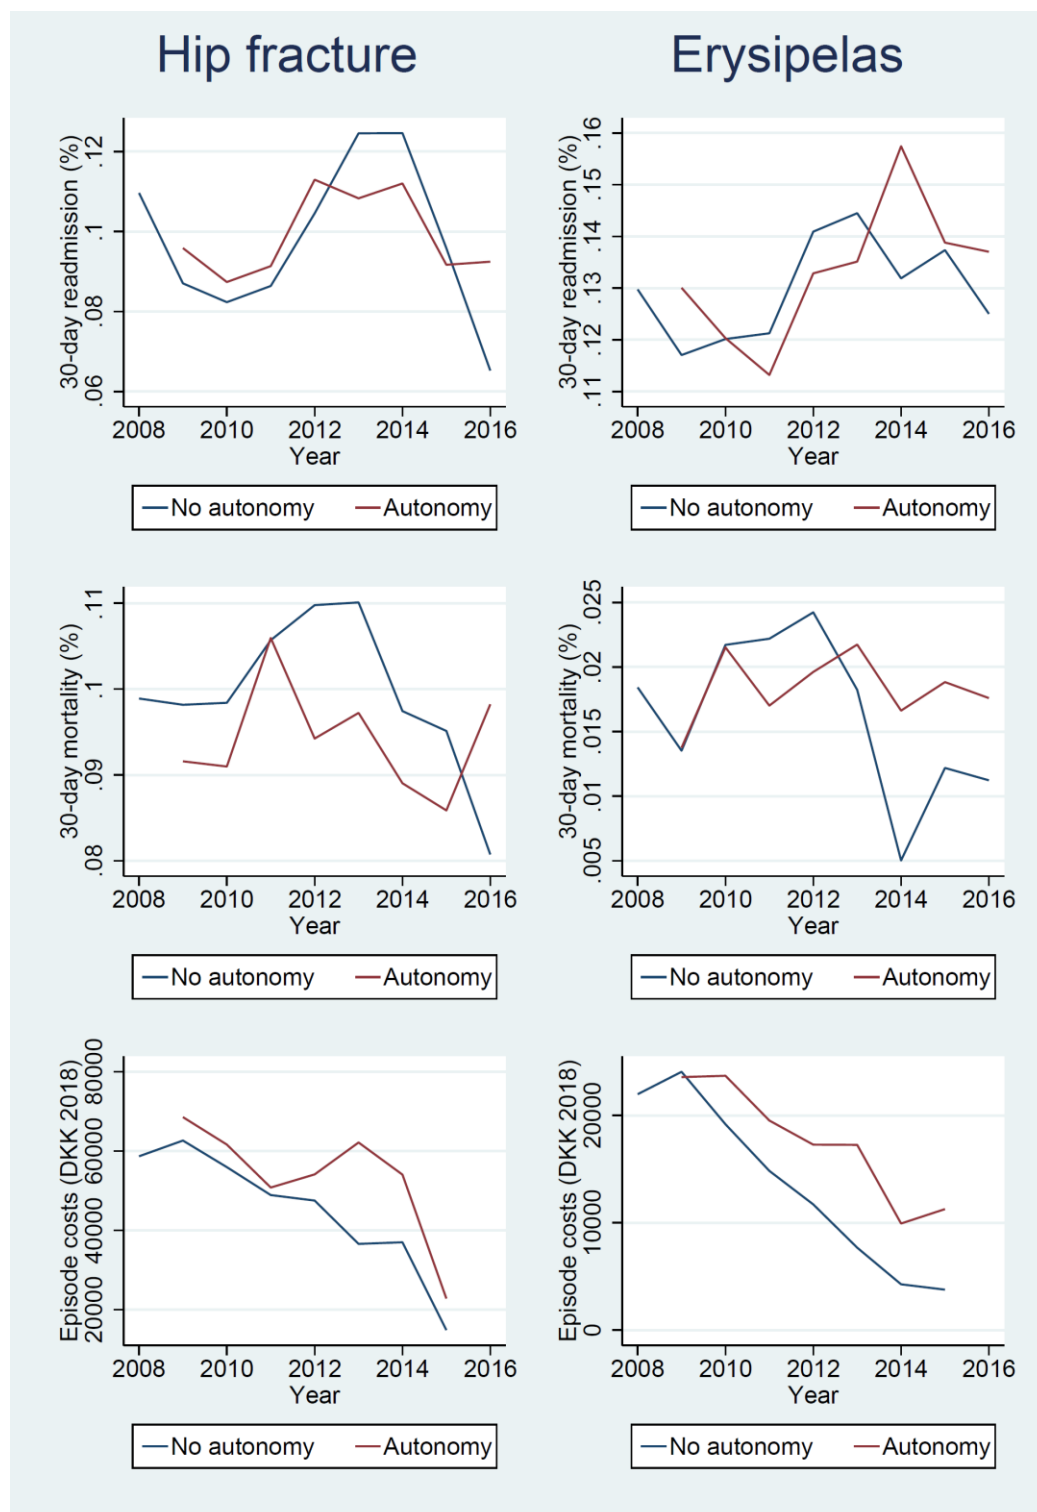 Hip fracture
Erysipelas
30-day readmission (%)
.12
.1
.08
.06
2008 2010 2012 2014 2016
Year
No autonomy Autonomy
30-day readmission (%)
.16
.15
.14
.13
.12
.11
2008 2010 2012 2014 2016
Year
No autonomy Autonomy
30-day mortality (%)
.11
.1
.09
.08
2008 2010 2012 2014 2016
Year
No autonomy Autonomy
30-day mortality (%)
.025
.02
.015
.01
.005
2008 2010 2012 2014 2016
Year
No autonomy Autonomy
Episode costs (DKK 2018)
80000
60000
40000
20000
2008 2010 2012 2014 2016
Year
No autonomy Autonomy
Episode costs (DKK 2018)
20000
10000
0
2008 2010 2012 2014 2016
Year
No autonomy Autonomy